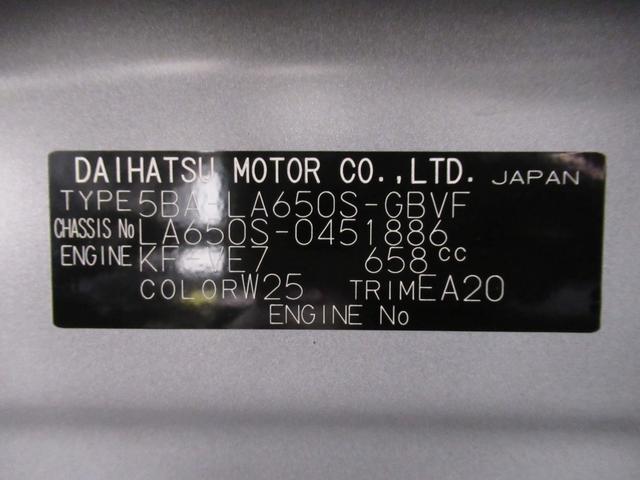 DAIHATSU MOTOR CO.,LTD. JAPAN
TYPE 5BA-LA650S-GBVF
CHASSIS No LA650S-0451886
ENGINE KF-VE7 658cc
COLOR W25 TRIM EA20
ENGINE No